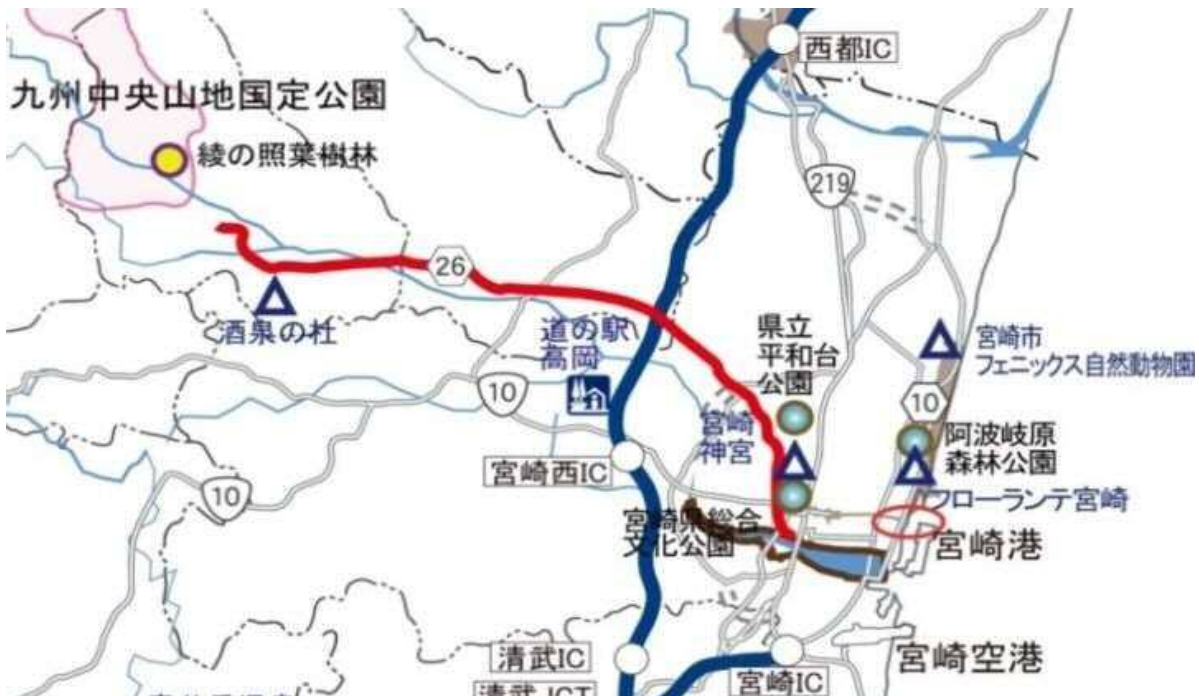 西都IC
九州中央山地国定公園
綾の照葉樹林
219
26
酒泉の杜
道の駅
高岡
県立
平和台
公園
宮崎市
フェニックス自然動物園
10
10
宮崎
神宮
阿波岐原
森林公園
宮崎西IC
10
フローランテ宮崎
宮崎県総合
文化公園
宮崎港
清武IC
宮崎空港
宮崎IC
清武JCT